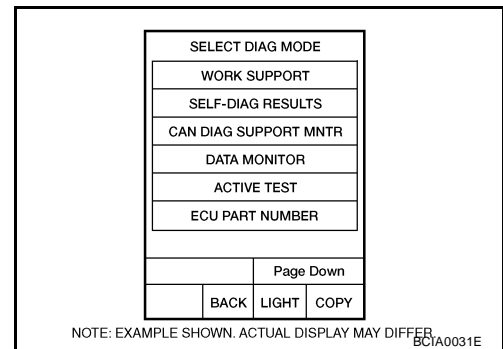 SELECT DIAG MODE
WORK SUPPORT
SELF-DIAG RESULTS
CAN DIAG SUPPORT MNTR
DATA MONITOR
ACTIVE TEST
ECU PART NUMBER
Page Down
BACK LIGHT COPY
NOTE: EXAMPLE SHOWN. ACTUAL DISPLAY MAY DIFFER
BCIA0031E